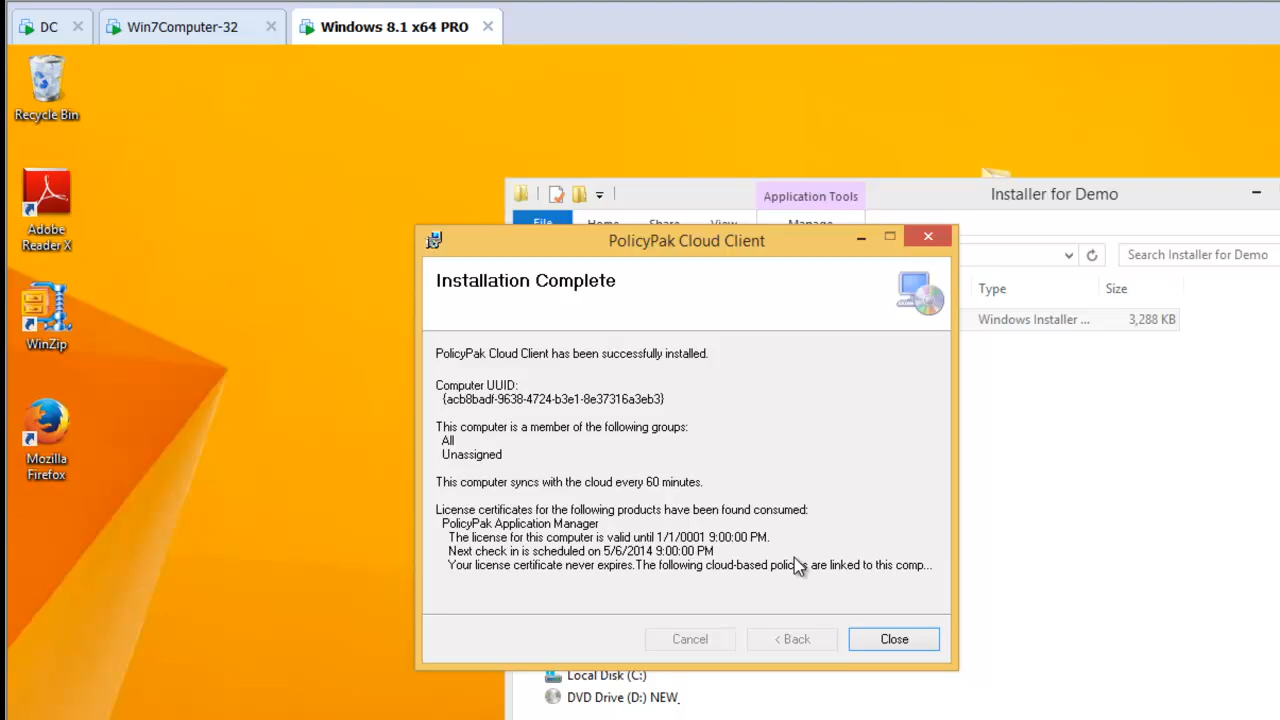 DC
Win7Computer-32
Windows 8.1 x64 PRO
Recycle Bin
Adobe
Reader X
WinZip
Mozilla
Firefox
Application Tools
Installer for Demo
File
Home
Share
View
Manage
Search Installer for Demo
Type
Size
Windows Installer ...
3,288 KB
PolicyPak Cloud Client
Installation Complete
PolicyPak Cloud Client has been successfully installed.
Computer UUID:
{acb8badf-9638-4724-b3e1-8e37316a3eb3}
This computer is a member of the following groups:
All
Unassigned
This computer syncs with the cloud every 60 minutes.
License certificates for the following products have been found consumed:
PolicyPak Application Manager
The license for this computer is valid until 1/1/0001 9:00:00 PM.
Next check in is scheduled on 5/6/2014 9:00:00 PM
Your license certificate never expires.The following cloud-based policies are linked to this comp...
Cancel
< Back
Close
Local Disk (C:)
DVD Drive (D:) NEW_